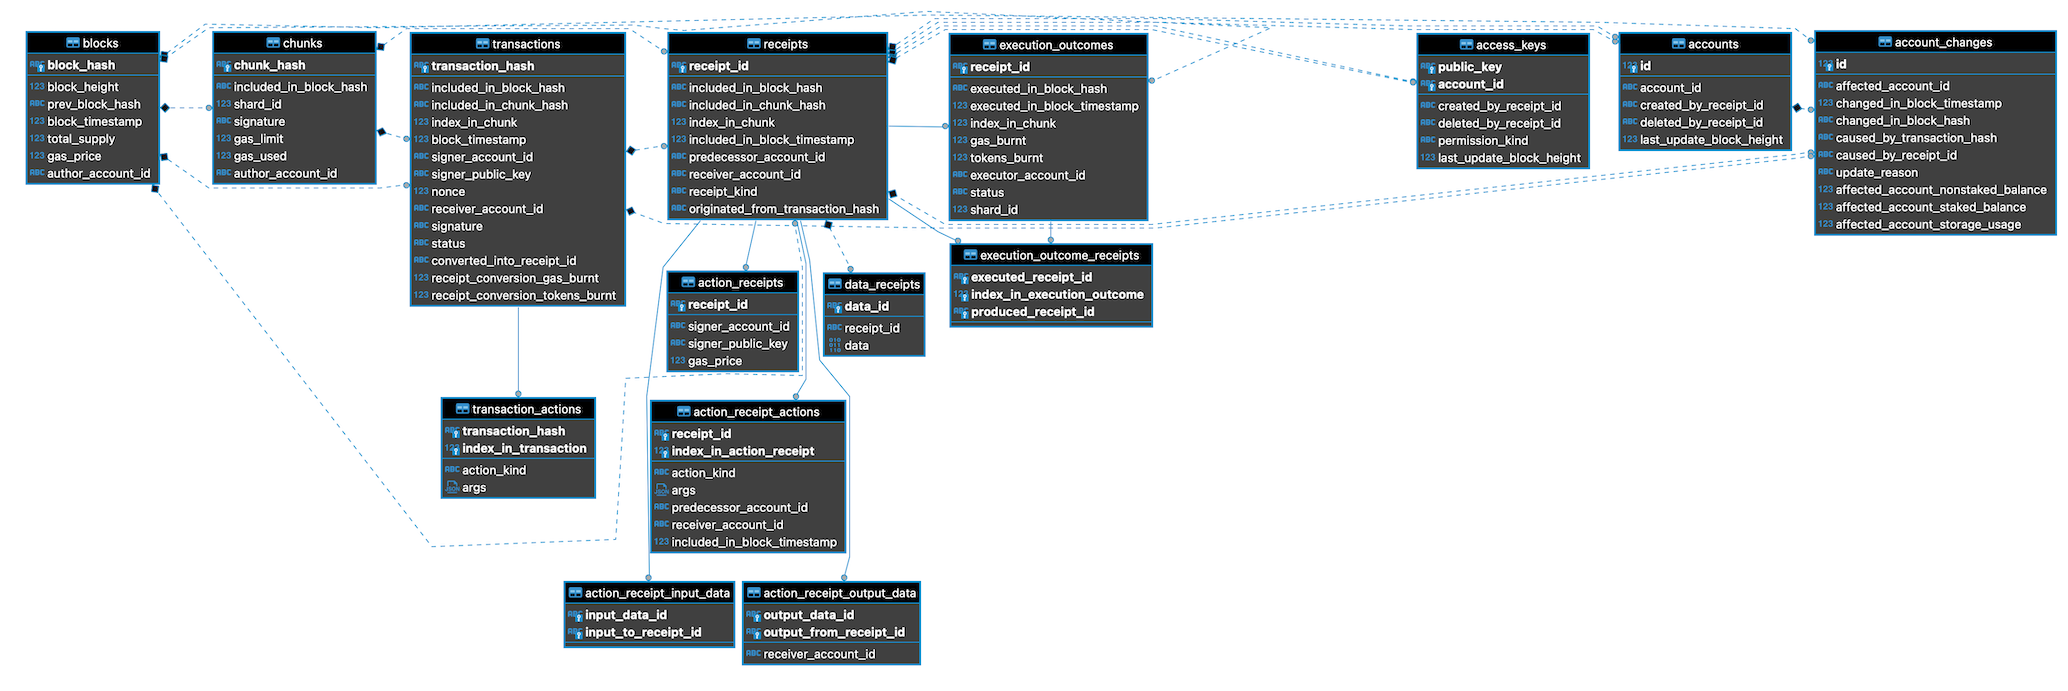 blocks
block_hash
block_height
prev_block_hash
block_timestamp
total_supply
gas_price
author_account_id
chunks
chunk_hash
included_in_block_hash
shard_id
signature
gas_limit
gas_used
author_account_id
transactions
transaction_hash
included_in_block_hash
included_in_chunk_hash
index_in_chunk
block_timestamp
signer_account_id
signer_public_key
nonce
receiver_account_id
signature
status
converted_into_receipt_id
receipt_conversion_gas_burnt
receipt_conversion_tokens_burnt
receipts
receipt_id
included_in_block_hash
included_in_chunk_hash
index_in_chunk
included_in_block_timestamp
predecessor_account_id
receiver_account_id
receipt_kind
originated_from_transaction_hash
execution_outcomes
receipt_id
executed_in_block_hash
executed_in_block_timestamp
index_in_chunk
gas_burnt
tokens_burnt
executor_account_id
status
shard_id
access_keys
public_key
account_id
created_by_receipt_id
deleted_by_receipt_id
permission_kind
last_update_block_height
accounts
id
account_id
created_by_receipt_id
deleted_by_receipt_id
last_update_block_height
account_changes
id
affected_account_id
changed_in_block_timestamp
changed_in_block_hash
caused_by_transaction_hash
caused_by_receipt_id
update_reason
affected_account_nonstaked_balance
affected_account_staked_balance
affected_account_storage_usage
execution_outcome_receipts
executed_receipt_id
index_in_execution_outcome
produced_receipt_id
action_receipts
receipt_id
signer_account_id
signer_public_key
gas_price
data_receipts
data_id
receipt_id
data
transaction_actions
transaction_hash
index_in_transaction
action_kind
args
action_receipt_actions
receipt_id
index_in_action_receipt
action_kind
args
predecessor_account_id
receiver_account_id
included_in_block_timestamp
action_receipt_input_data
input_data_id
input_to_receipt_id
action_receipt_output_data
output_data_id
output_from_receipt_id
receiver_account_id